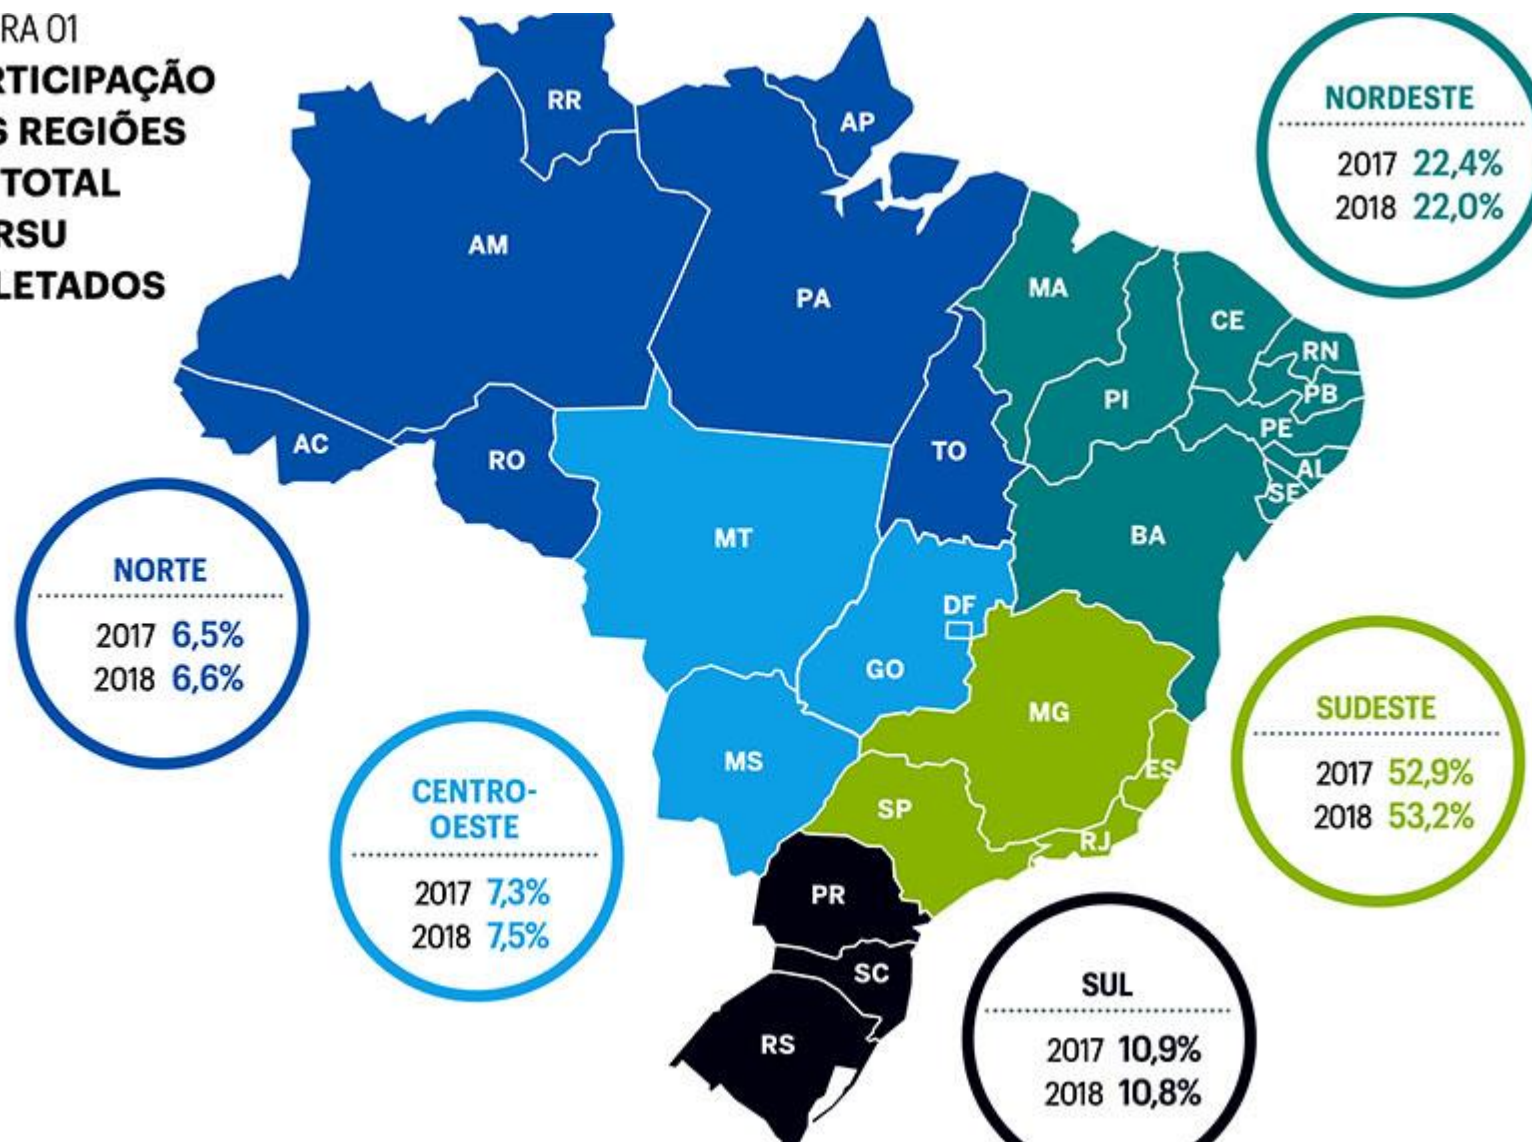 RA 01
RTICIPAÇÃO
S REGIÕES
TOTAL
RSU
LETADOS
RR
AP
AM
PA
MA
CE
RN
PB
PI
PE
AL
SE
AC
RO
TO
BA
MT
DF
GO
MG
ES
MS
SP
RJ
PR
SC
RS
NORDESTE
2017 22,4%
2018 22,0%
NORTE
2017 6,5%
2018 6,6%
CENTRO-
OESTE
2017 7,3%
2018 7,5%
SUDESTE
2017 52,9%
2018 53,2%
SUL
2017 10,9%
2018 10,8%